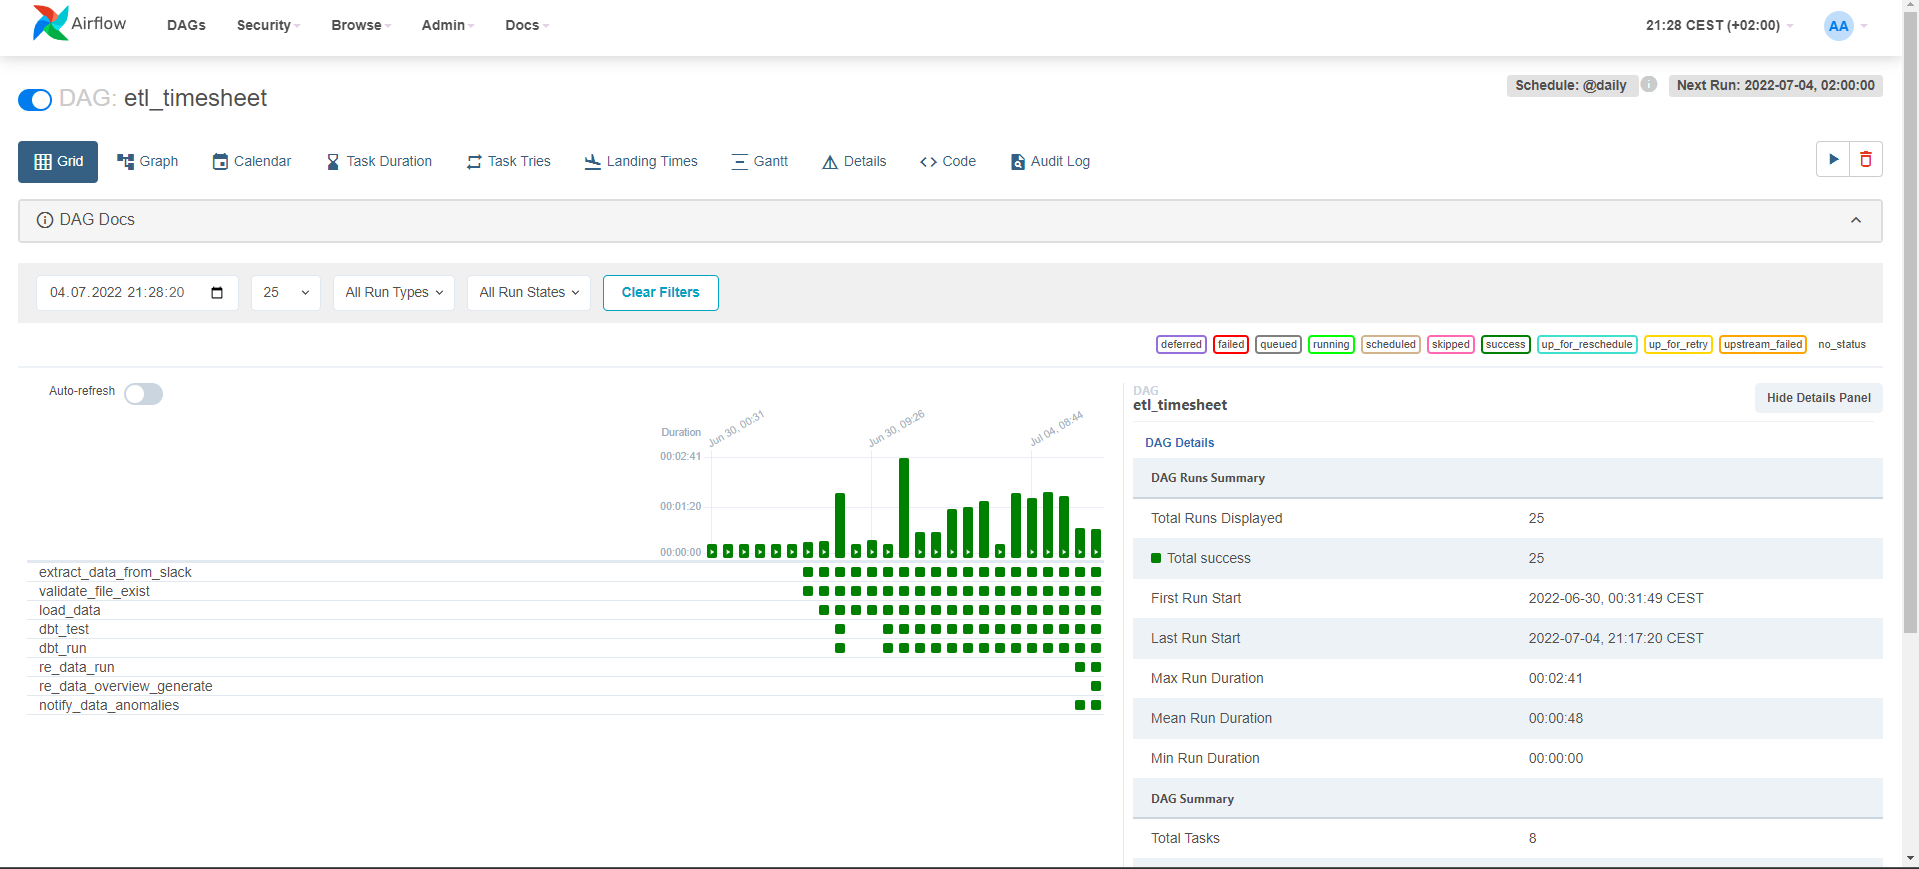 Airflow
DAGs
Security
Browse
Admin
Docs
21:28 CEST (+02:00)
AA
DAG: etl_timesheet
Schedule: @daily
Next Run: 2022-07-04, 02:00:00
Grid
Graph
Calendar
Task Duration
Task Tries
Landing Times
Gantt
Details
Code
Audit Log
DAG Docs
04.07.2022 21:28:20
25
All Run Types
All Run States
Clear Filters
deferred
failed
queued
running
scheduled
skipped
success
up_for_reschedule
up_for_retry
upstream_failed
no_status
Auto-refresh
Duration
Jun 30, 00:31
Jun 30, 09:26
Jul 04, 08:44
00:02:41
00:01:20
00:00:00
extract_data_from_slack
validate_file_exist
load_data
dbt_test
dbt_run
re_data_run
re_data_overview_generate
notify_data_anomalies
DAG
etl_timesheet
Hide Details Panel
DAG Details
DAG Runs Summary
Total Runs Displayed 25
Total success 25
First Run Start 2022-06-30, 00:31:49 CEST
Last Run Start 2022-07-04, 21:17:20 CEST
Max Run Duration 00:02:41
Mean Run Duration 00:00:48
Min Run Duration 00:00:00
DAG Summary
Total Tasks 8